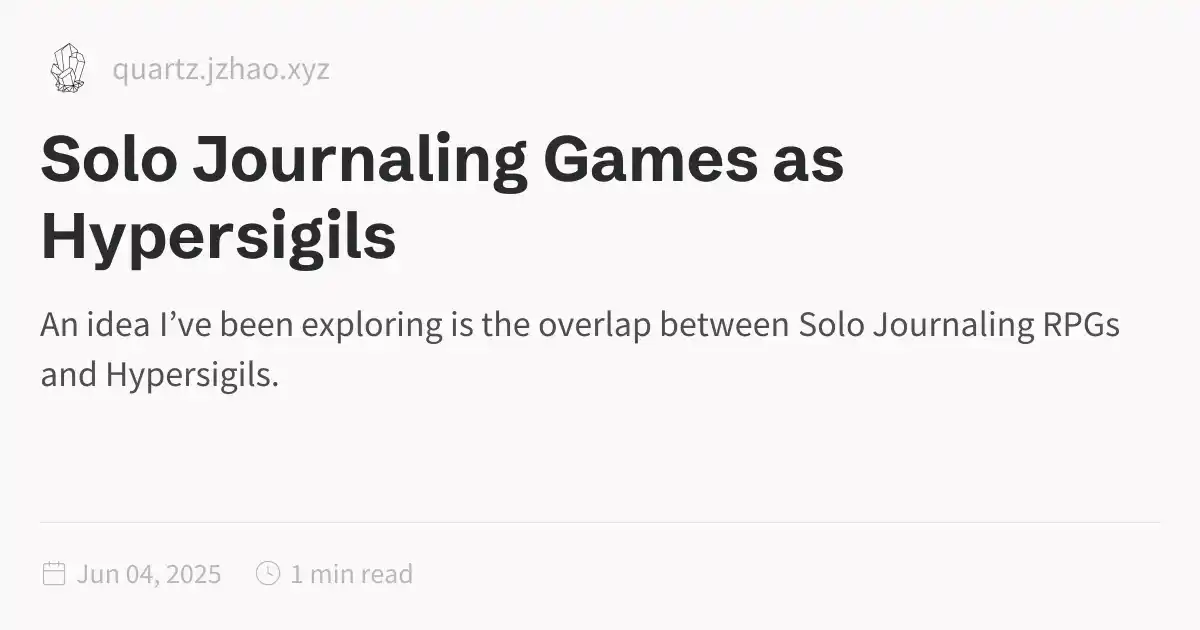 quartz.jzhao.xyz
Solo Journaling Games as
Hypersigils
An idea I’ve been exploring is the overlap between Solo Journaling RPGs
and Hypersigils.
Jun 04, 2025 1 min read